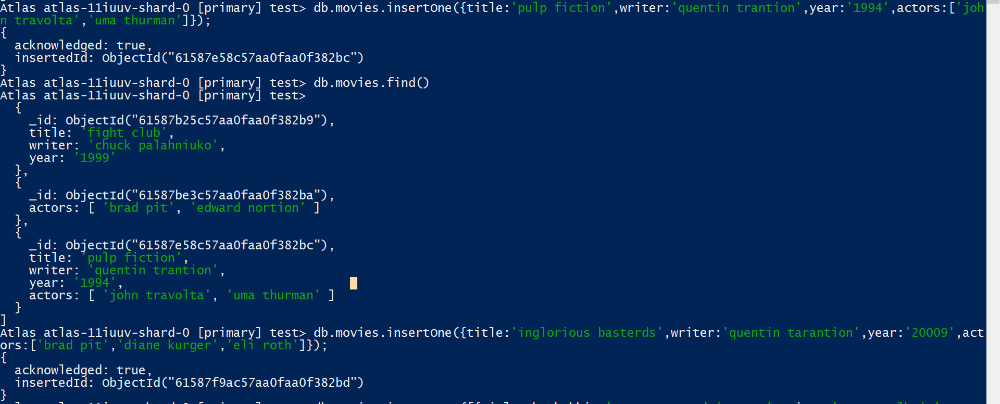 Atlas atlas-11iuuv-shard-0 [primary] test> db.movies.insertOne({title:'pulp fiction',writer:'quentin trantion',year:'1994',actors:['joh
n travolta','uma thurman']});
{
  acknowledged: true,
  insertedId: ObjectId("61587e58c57aa0faa0f382bc")
}
Atlas atlas-11iuuv-shard-0 [primary] test> db.movies.find()
Atlas atlas-11iuuv-shard-0 [primary] test>
  {
    _id: ObjectId("61587b25c57aa0faa0f382b9"),
    title: 'fight club',
    writer: 'chuck palahniuko',
    year: '1999'
  },
  {
    _id: ObjectId("61587be3c57aa0faa0f382ba"),
    actors: [ 'brad pit', 'edward nortion' ]
  },
  {
    _id: ObjectId("61587e58c57aa0faa0f382bc"),
    title: 'pulp fiction',
    writer: 'quentin trantion',
    year: '1994',
    actors: [ 'john travolta', 'uma thurman' ]
  }
]
Atlas atlas-11iuuv-shard-0 [primary] test> db.movies.insertOne({title:'inglorious basterds',writer:'quentin tarantion',year:'20009',act
ors:['brad pit','diane kurger','eli roth']});
{
  acknowledged: true,
  insertedId: ObjectId("61587f9ac57aa0faa0f382bd")
}